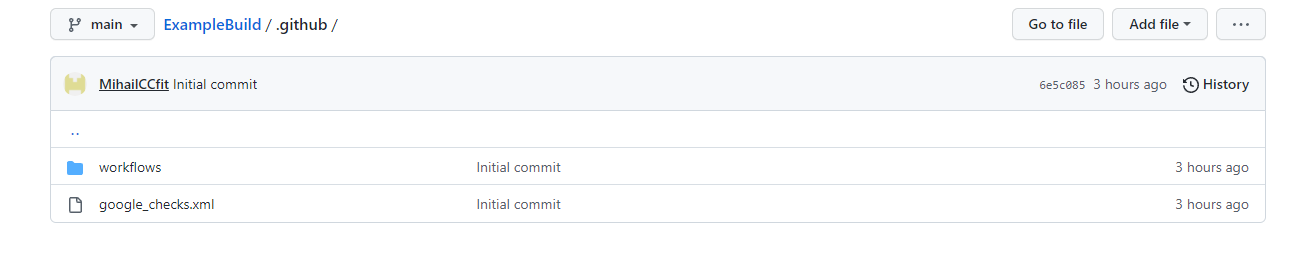 main ExampleBuild / .github / Go to file Add file ...
MihailCCfit Initial commit 6e5c085 3 hours ago History
..
workflows Initial commit 3 hours ago
google_checks.xml Initial commit 3 hours ago